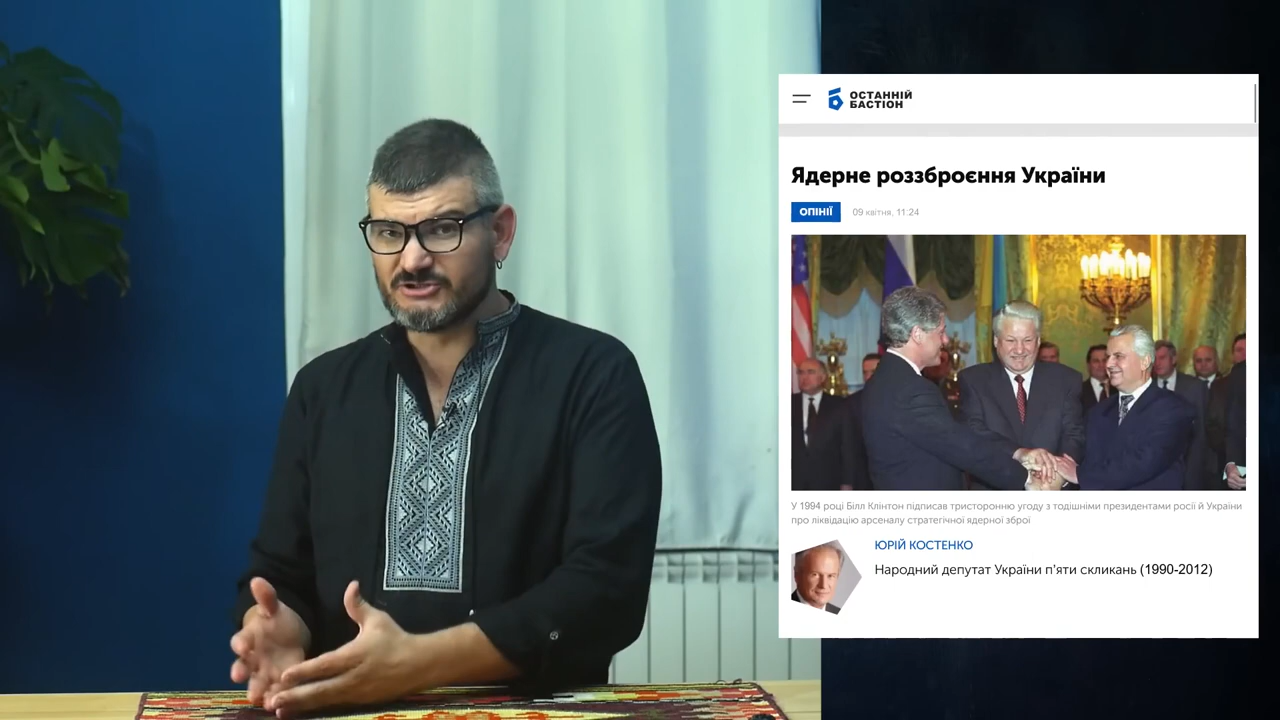 ОСТАННІЙ
БАСТІОН
Ядерне роззброєння України
ОПІНІЇ
09 квітня, 11:24
У 1994 році Білл Клінтон підписав тристоронню угоду з тодішніми президентами росії й України
про ліквідацію арсеналу стратегічної ядерної зброї
ЮРІЙ КОСТЕНКО
Народний депутат України п'яти скликань (1990-2012)